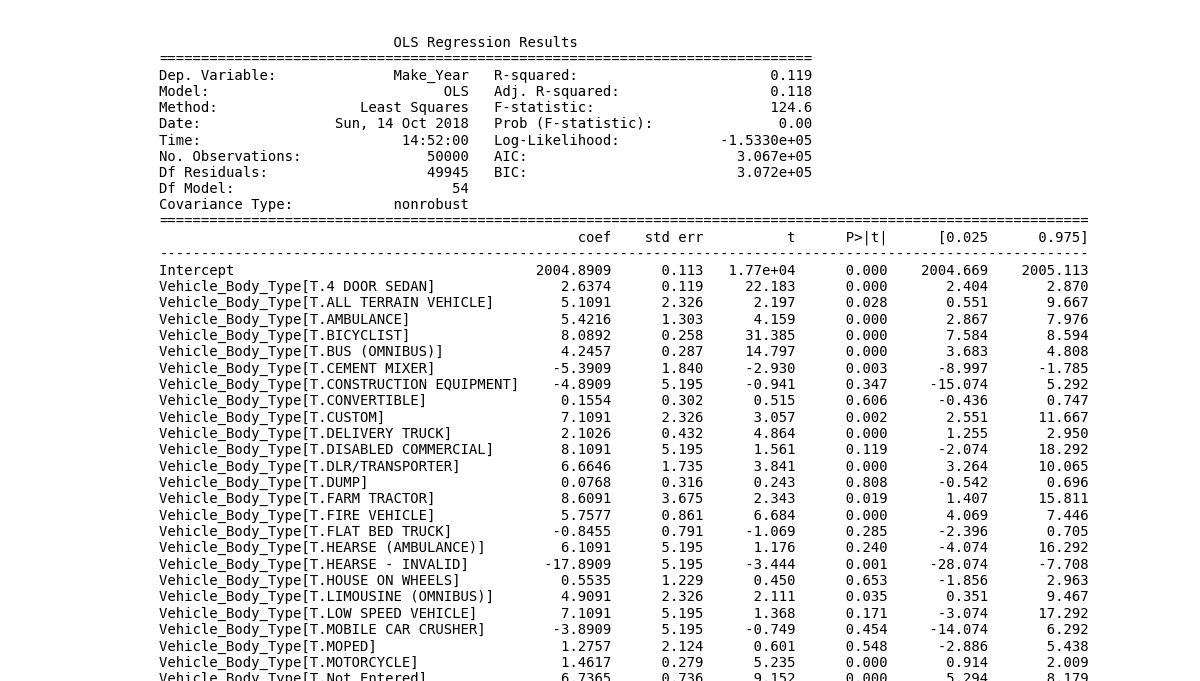 OLS Regression Results
==============================================================================
Dep. Variable:              Make_Year   R-squared:                       0.119
Model:                            OLS   Adj. R-squared:                  0.118
Method:                 Least Squares   F-statistic:                     124.6
Date:                Sun, 14 Oct 2018   Prob (F-statistic):               0.00
Time:                        14:52:00   Log-Likelihood:            -1.5330e+05
No. Observations:               50000   AIC:                         3.067e+05
Df Residuals:                   49945   BIC:                         3.072e+05
Df Model:                          54
Covariance Type:            nonrobust
===============================================================================================================
coef    std err          t      P>|t|      [0.025      0.975]
---------------------------------------------------------------------------------------------------------------
Intercept                                    2004.8909      0.113   1.77e+04      0.000    2004.669    2005.113
Vehicle_Body_Type[T.4 DOOR SEDAN]               2.6374      0.119     22.183      0.000       2.404       2.870
Vehicle_Body_Type[T.ALL TERRAIN VEHICLE]        5.1091      2.326      2.197      0.028       0.551       9.667
Vehicle_Body_Type[T.AMBULANCE]                  5.4216      1.303      4.159      0.000       2.867       7.976
Vehicle_Body_Type[T.BICYCLIST]                  8.0892      0.258     31.385      0.000       7.584       8.594
Vehicle_Body_Type[T.BUS (OMNIBUS)]              4.2457      0.287     14.797      0.000       3.683       4.808
Vehicle_Body_Type[T.CEMENT MIXER]              -5.3909      1.840     -2.930      0.003      -8.997      -1.785
Vehicle_Body_Type[T.CONSTRUCTION EQUIPMENT]    -4.8909      5.195     -0.941      0.347     -15.074       5.292
Vehicle_Body_Type[T.CONVERTIBLE]                0.1554      0.302      0.515      0.606      -0.436       0.747
Vehicle_Body_Type[T.CUSTOM]                     7.1091      2.326      3.057      0.002       2.551      11.667
Vehicle_Body_Type[T.DELIVERY TRUCK]             2.1026      0.432      4.864      0.000       1.255       2.950
Vehicle_Body_Type[T.DISABLED COMMERCIAL]        8.1091      5.195      1.561      0.119      -2.074      18.292
Vehicle_Body_Type[T.DLR/TRANSPORTER]            6.6646      1.735      3.841      0.000       3.264      10.065
Vehicle_Body_Type[T.DUMP]                       0.0768      0.316      0.243      0.808      -0.542       0.696
Vehicle_Body_Type[T.FARM TRACTOR]               8.6091      3.675      2.343      0.019       1.407      15.811
Vehicle_Body_Type[T.FIRE VEHICLE]               5.7577      0.861      6.684      0.000       4.069       7.446
Vehicle_Body_Type[T.FLAT BED TRUCK]            -0.8455      0.791     -1.069      0.285      -2.396       0.705
Vehicle_Body_Type[T.HEARSE (AMBULANCE)]         6.1091      5.195      1.176      0.240      -4.074      16.292
Vehicle_Body_Type[T.HEARSE - INVALID]         -17.8909      5.195     -3.444      0.001     -28.074      -7.708
Vehicle_Body_Type[T.HOUSE ON WHEELS]            0.5535      1.229      0.450      0.653      -1.856       2.963
Vehicle_Body_Type[T.LIMOUSINE (OMNIBUS)]        4.9091      2.326      2.111      0.035       0.351       9.467
Vehicle_Body_Type[T.LOW SPEED VEHICLE]          7.1091      5.195      1.368      0.171      -3.074      17.292
Vehicle_Body_Type[T.MOBILE CAR CRUSHER]        -3.8909      5.195     -0.749      0.454     -14.074       6.292
Vehicle_Body_Type[T.MOPED]                      1.2757      2.124      0.601      0.548      -2.886       5.438
Vehicle_Body_Type[T.MOTORCYCLE]                 1.4617      0.279      5.235      0.000       0.914       2.009
Vehicle_Body_Type[T.Not Entered]                6.7365      0.736      9.152      0.000       5.294       8.179